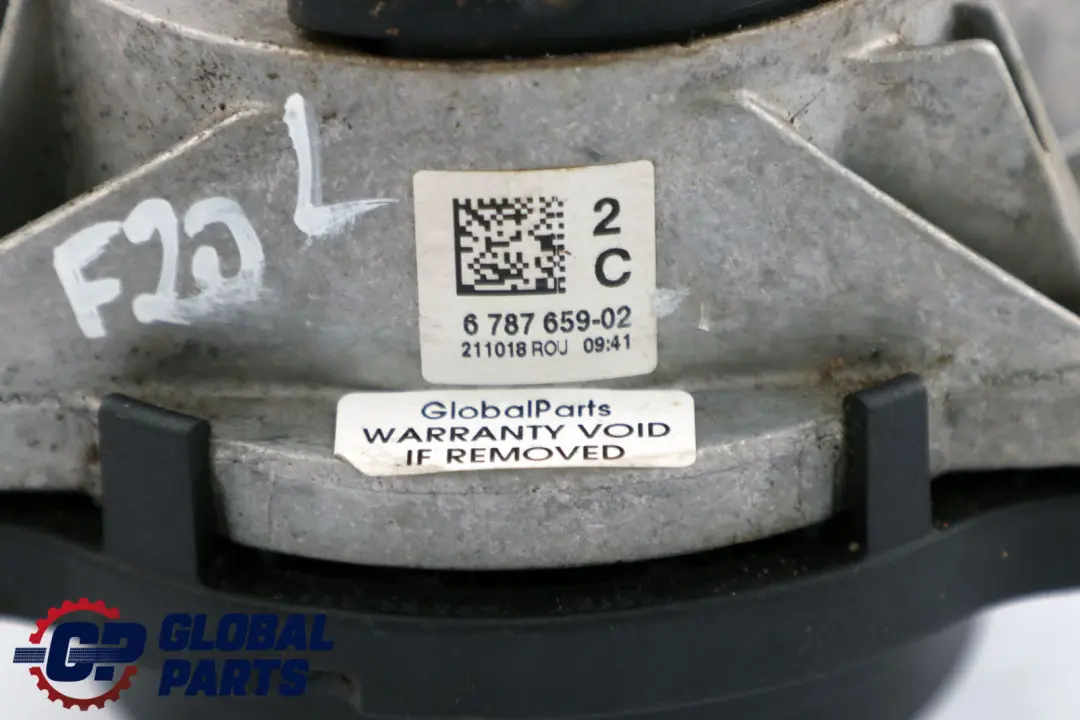 F20 L
2
C
6 787 659-02
211018 ROU 09:41
GlobalParts
WARRANTY VOID
IF REMOVED
GP GLOBAL
PARTS